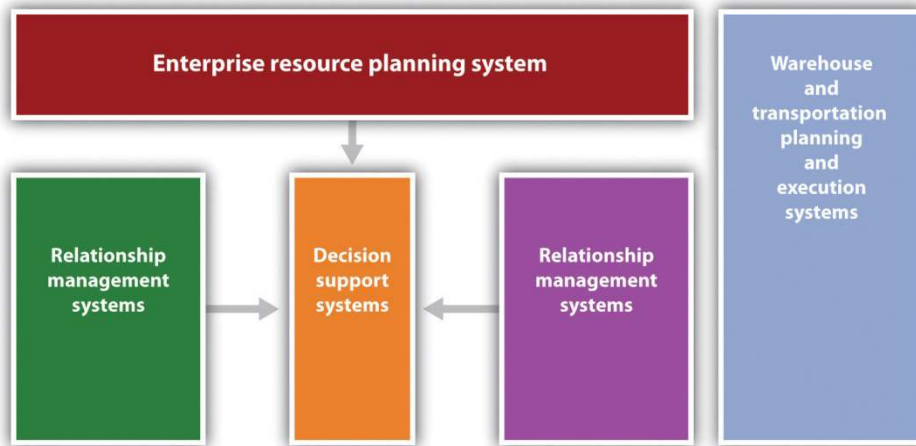 Enterprise resource planning system
Warehouse
and
transportation
planning
and
execution
systems
Relationship
management
systems
Decision
support
systems
Relationship
management
systems